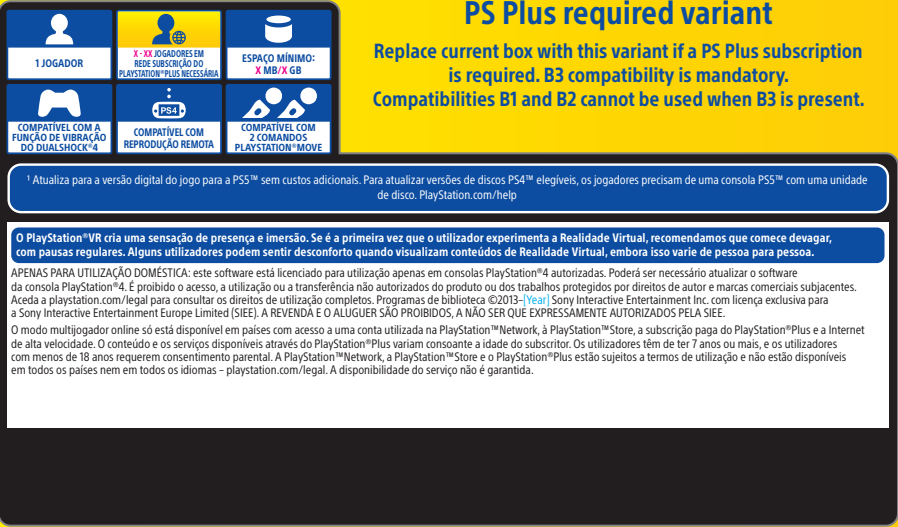 PS Plus required variant
Replace current box with this variant if a PS Plus subscription
is required. B3 compatibility is mandatory.
Compatibilities B1 and B2 cannot be used when B3 is present.
1 JOGADOR
X - XX JOGADORES EM
REDE SUBSCRIÇÃO DO
PLAYSTATION®PLUS NECESSÁRIA
ESPAÇO MÍNIMO:
X MB/X GB
COMPATÍVEL COM A
FUNÇÃO DE VIBRAÇÃO
DO DUALSHOCK®4
PS4
COMPATÍVEL COM
REPRODUÇÃO REMOTA
COMPATÍVEL COM
2 COMANDOS
PLAYSTATION®MOVE
¹ Atualiza para a versão digital do jogo para a PS5™ sem custos adicionais. Para atualizar versões de discos PS4™ elegíveis, os jogadores precisam de uma consola PS5™ com uma unidade
de disco. PlayStation.com/help
O PlayStation®VR cria uma sensação de presença e imersão. Se é a primeira vez que o utilizador experimenta a Realidade Virtual, recomendamos que comece devagar,
com pausas regulares. Alguns utilizadores podem sentir desconforto quando visualizam conteúdos de Realidade Virtual, embora isso varie de pessoa para pessoa.
APENAS PARA UTILIZAÇÃO DOMÉSTICA: este software está licenciado para utilização apenas em consolas PlayStation®4 autorizadas. Poderá ser necessário atualizar o software
da consola PlayStation®4. É proibido o acesso, a utilização ou a transferência não autorizados do produto ou dos trabalhos protegidos por direitos de autor e marcas comerciais subjacentes.
Aceda a playstation.com/legal para consultar os direitos de utilização completos. Programas de biblioteca ©2013–[Year] Sony Interactive Entertainment Inc. com licença exclusiva para
a Sony Interactive Entertainment Europe Limited (SIEE). A REVENDA E O ALUGUER SÃO PROIBIDOS, A NÃO SER QUE EXPRESSAMENTE AUTORIZADOS PELA SIEE.
O modo multijogador online só está disponível em países com acesso a uma conta utilizada na PlayStation™Network, à PlayStation™Store, a subscrição paga do PlayStation®Plus e a Internet
de alta velocidade. O conteúdo e os serviços disponíveis através do PlayStation®Plus variam consoante a idade do subscritor. Os utilizadores têm de ter 7 anos ou mais, e os utilizadores
com menos de 18 anos requerem consentimento parental. A PlayStation™Network, a PlayStation™Store e o PlayStation®Plus estão sujeitos a termos de utilização e não estão disponíveis
em todos os países nem em todos os idiomas – playstation.com/legal. A disponibilidade do serviço não é garantida.